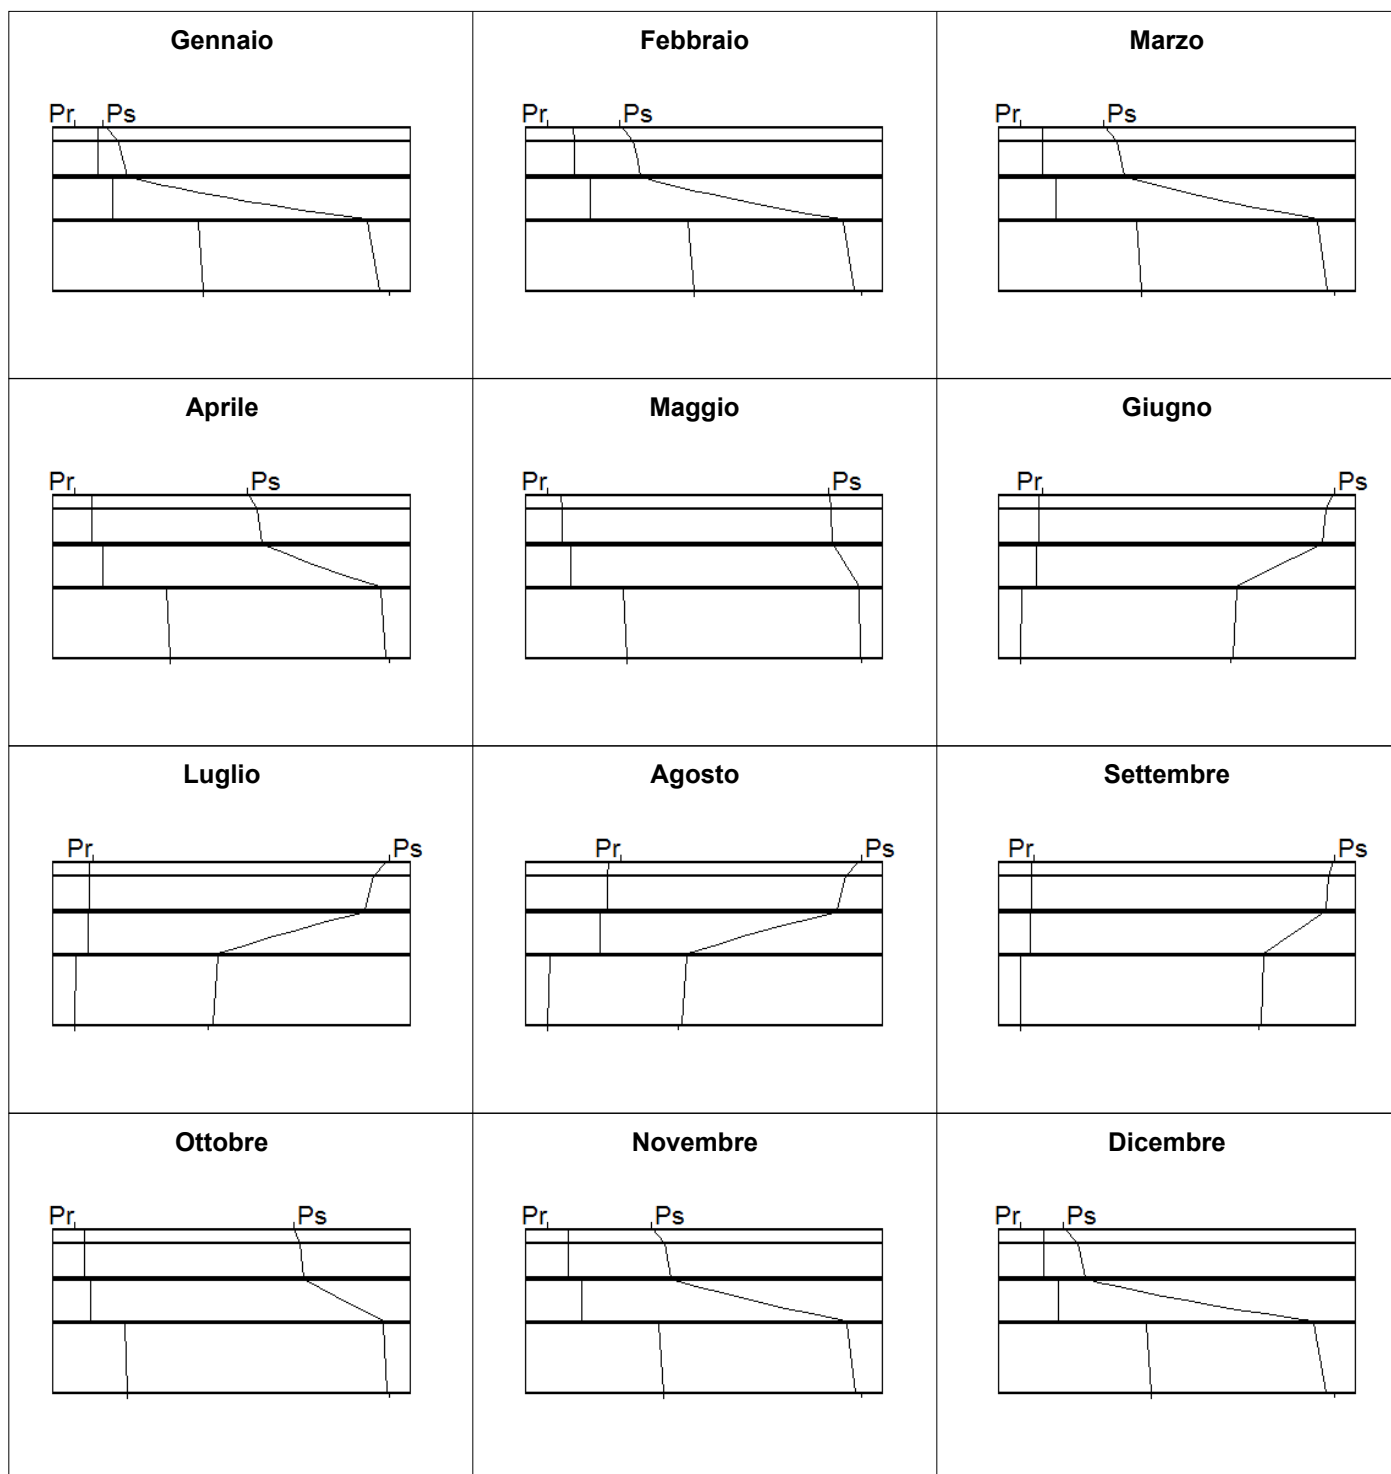 Gennaio Febbraio Marzo
Pr Ps Pr Ps Pr Ps
Aprile Maggio Giugno
Pr Ps Pr Ps Pr Ps
Luglio Agosto Settembre
Pr Ps Pr Ps Pr Ps
Ottobre Novembre Dicembre
Pr Ps Pr Ps Pr Ps